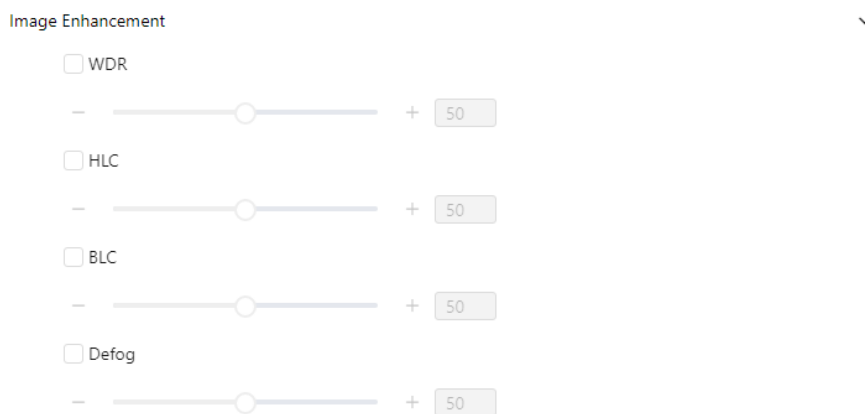 Image Enhancement
WDR
− + 50
HLC
− + 50
BLC
− + 50
Defog
− + 50